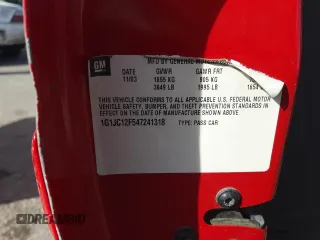 MFD BY GENERAL MOTORS
GM
DATE GVWR GAWR FRT
11/03 1655 KG 905 KG
3649 LB 1995 LB 1654
THIS VEHICLE CONFORMS TO ALL APPLICABLE U.S. FEDERAL MOTOR
VEHICLE SAFETY, BUMPER, AND THEFT PREVENTION STANDARDS
IN EFFECT ON THE DATE OF MANUFACTURE SHOWN ABOVE.
1G1JC12F547241318 TYPE: PASS CAR